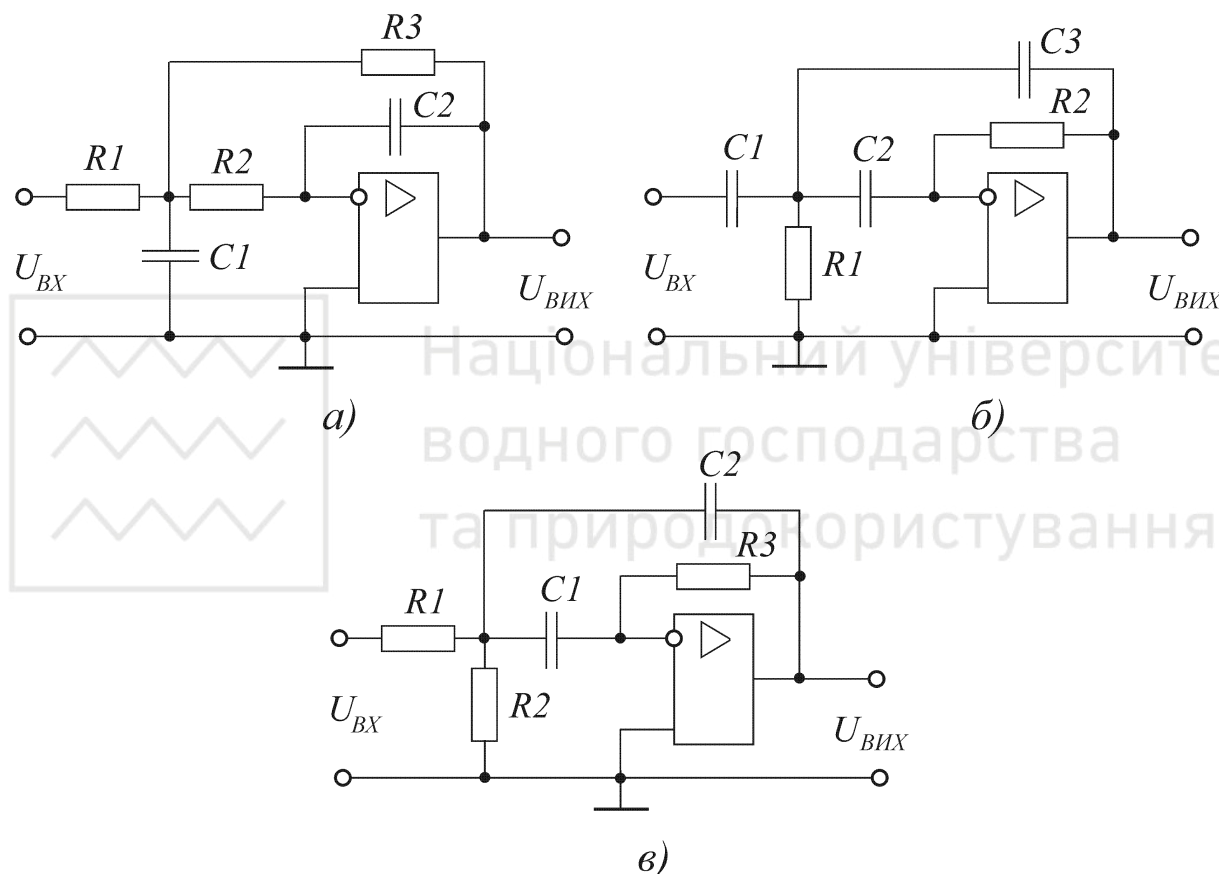 R3
C2
R1
R2
C1
U_ВХ
U_ВИХ
а)
C3
R2
C1
C2
R1
U_ВХ
U_ВИХ
б)
Національний університе
водного господарства
та природокористування
C2
R3
R1
C1
R2
U_ВХ
U_ВИХ
в)